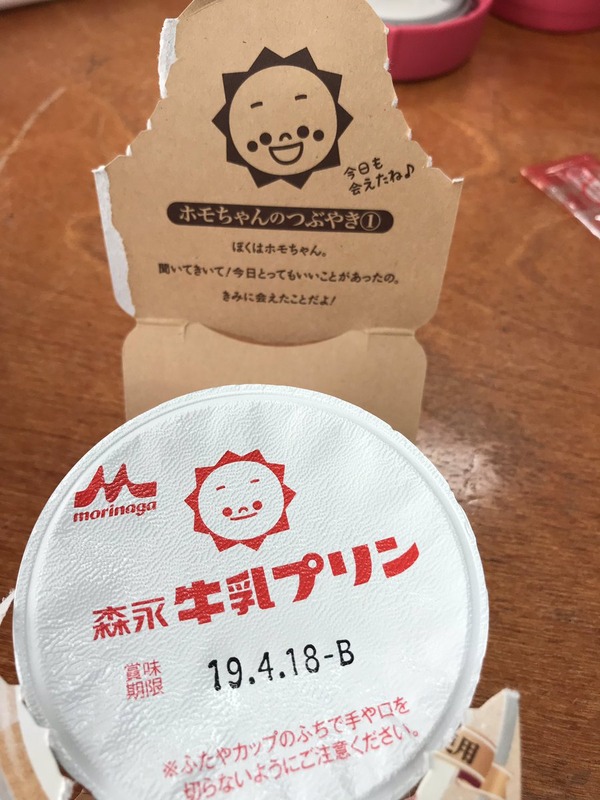 今日も
会えたね♪
ホモちゃんのつぶやき①
ぼくはホモちゃん。
聞いてきいて!今日とってもいいことがあったの。
きみに会えたことだよ!
morinaga
森永牛乳プリン
賞味
期限
19.4.18-B
※ふたやカップのふちで手や口を
切らないようにご注意ください。
用